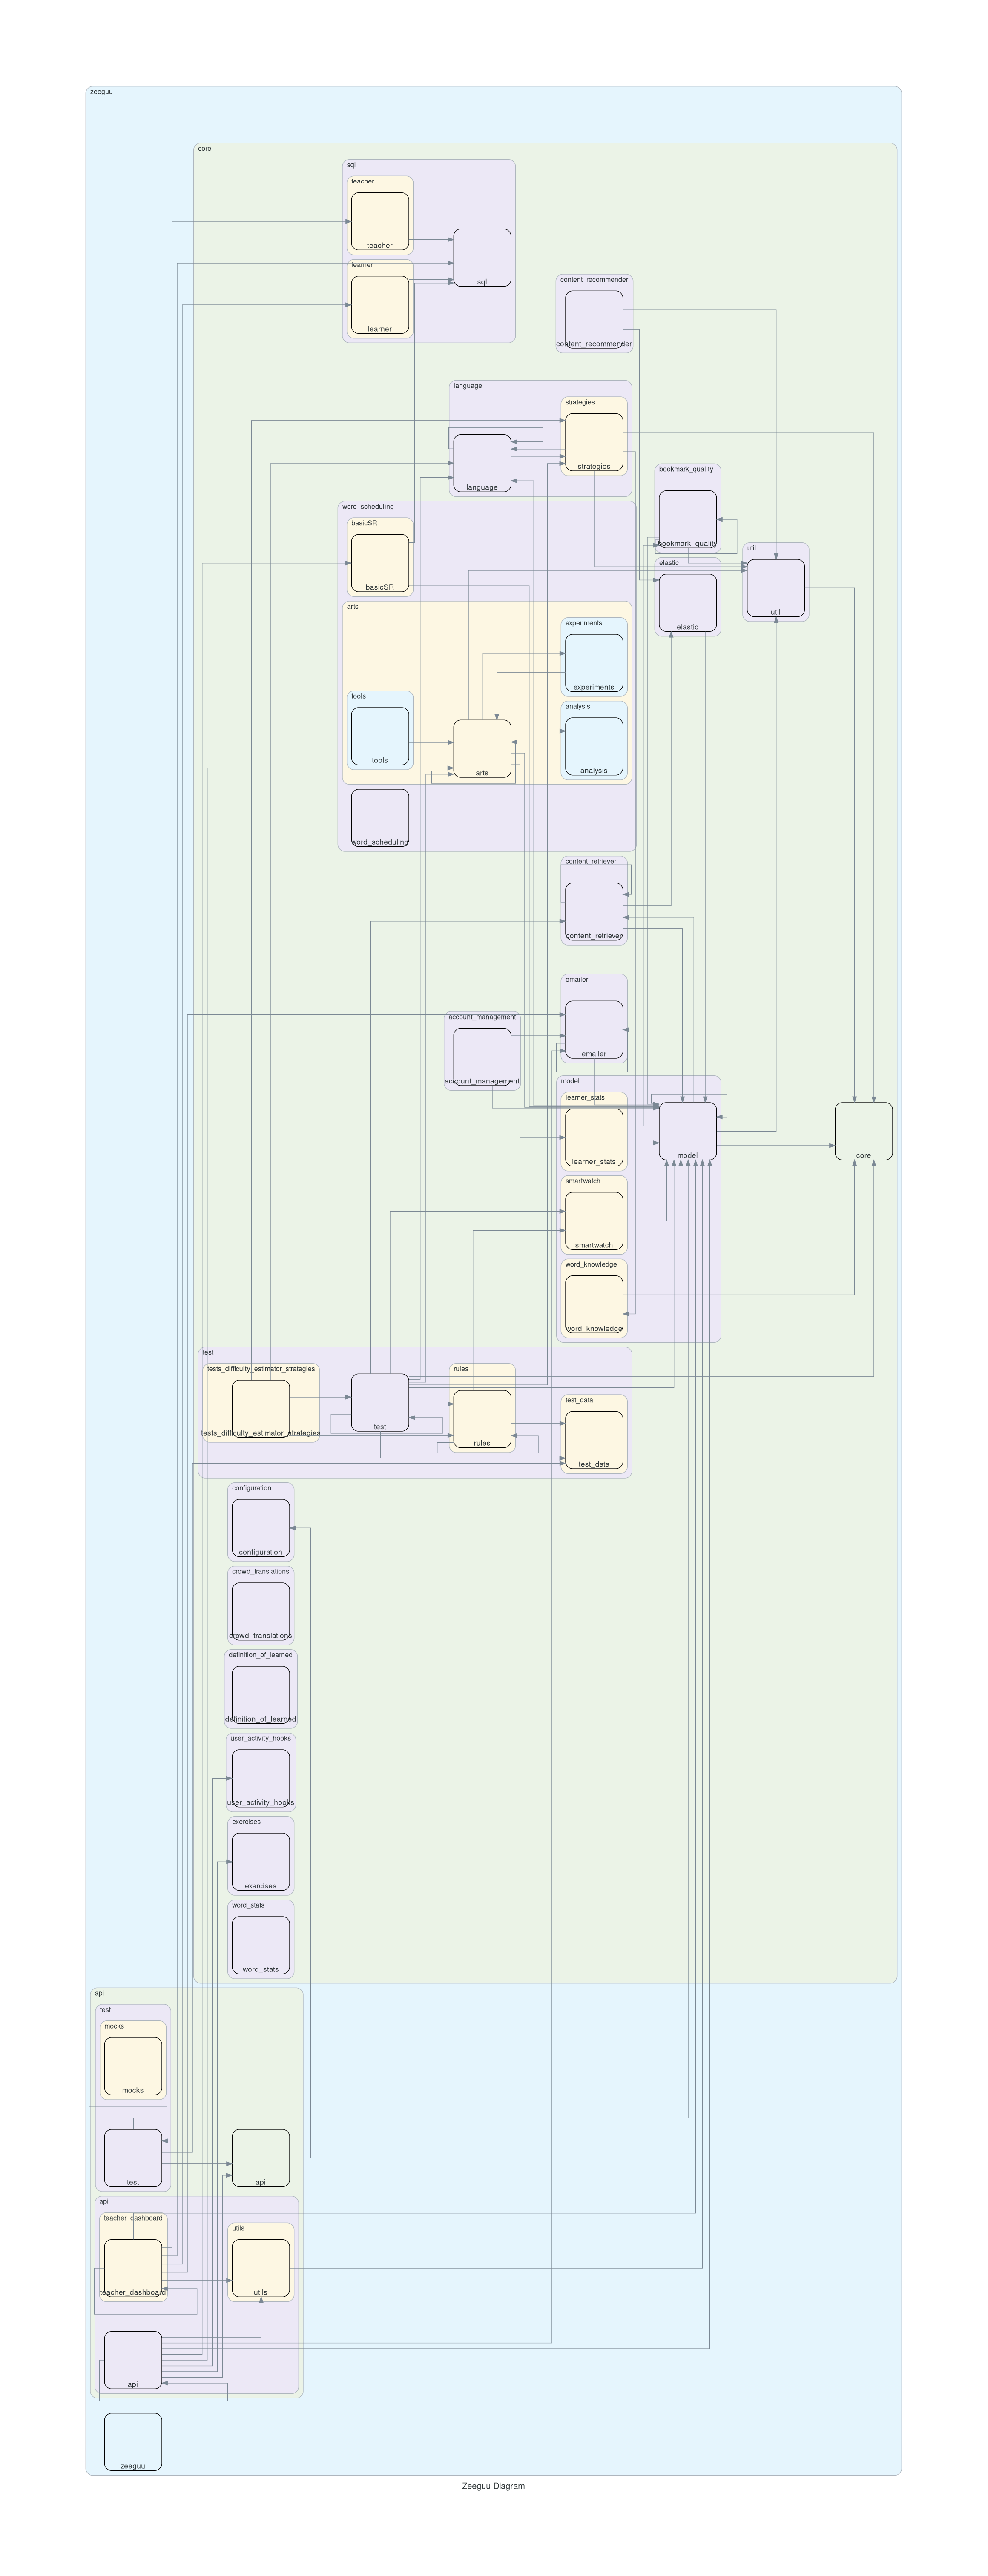 zeeguu
core
sql
teacher
teacher
sql
learner
learner
content_recommender
content_recommender
language
strategies
strategies
language
bookmark_quality
bookmark_quality
word_scheduling
basicSR
basicSR
util
util
elastic
elastic
arts
experiments
experiments
tools
tools
analysis
analysis
arts
word_scheduling
content_retriever
content_retriever
emailer
emailer
account_management
account_management
model
learner_stats
learner_stats
model
core
smartwatch
smartwatch
word_knowledge
word_knowledge
test
tests_difficulty_estimator_strategies
tests_difficulty_estimator_strategies
test
rules
rules
test_data
test_data
configuration
configuration
crowd_translations
crowd_translations
definition_of_learned
definition_of_learned
user_activity_hooks
user_activity_hooks
exercises
exercises
word_stats
word_stats
api
test
mocks
mocks
test
api
api
teacher_dashboard
teacher_dashboard
utils
utils
api
zeeguu
Zeeguu Diagram